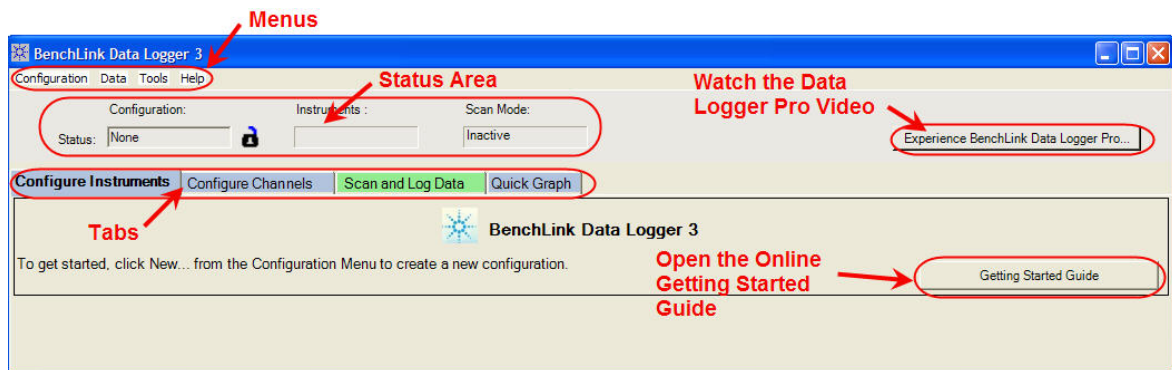 Menus
BenchLink Data Logger 3
Configuration Data Tools Help
Status Area
Watch the Data
Logger Pro Video
Configuration: Instruments : Scan Mode:
Status: None Inactive
Experience BenchLink Data Logger Pro...
Configure Instruments Configure Channels Scan and Log Data Quick Graph
Tabs
BenchLink Data Logger 3
To get started, click New... from the Configuration Menu to create a new configuration.
Open the Online
Getting Started
Guide
Getting Started Guide